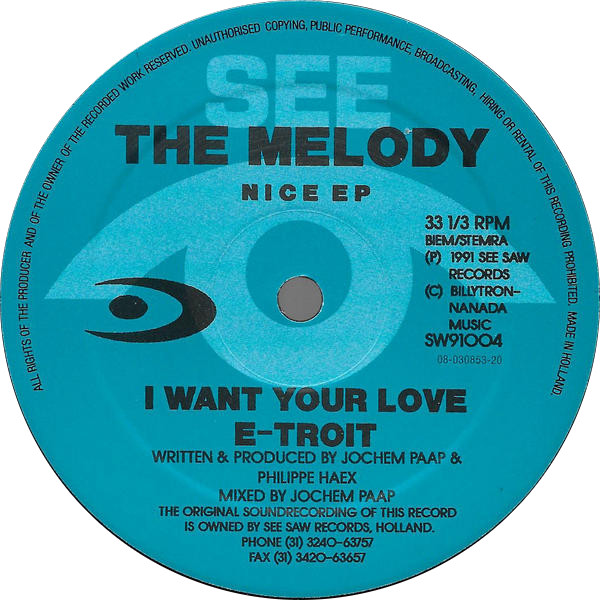 ALL RIGHTS OF THE PRODUCER AND OF THE OWNER OF THE RECORDED WORK RESERVED. UNAUTHORISED COPYING, PUBLIC PERFORMANCE, BROADCASTING, HIRING OR RENTAL OF THIS RECORDING PROHIBITED. MADE IN HOLLAND.
SEE
THE MELODY
NICE EP
33 1/3 RPM
BIEM/STEMRA
(P) 1991 SEE SAW
RECORDS
(C) BILLYTRON-
NANADA
MUSIC
SW91004
08-030853-20
I WANT YOUR LOVE
E-TROIT
WRITTEN & PRODUCED BY JOCHEM PAAP &
PHILIPPE HAEX
MIXED BY JOCHEM PAAP
THE ORIGINAL SOUNDRECORDING OF THIS RECORD
IS OWNED BY SEE SAW RECORDS, HOLLAND.
PHONE (31) 3240-63757
FAX (31) 3420-63657